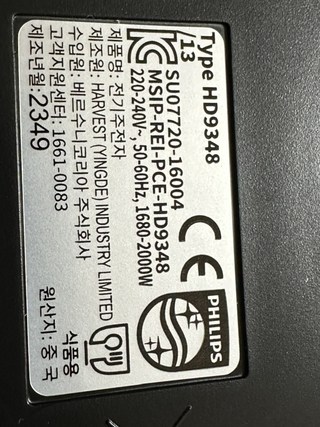 Type HD9348
/13
SU07720-16004
MSIP-REI-PCE-HD9348
220-240V~, 50-60Hz, 1680-2000W
제품명: 전기주전자
제조원: HARVEST (YINGDE) INDUSTRY LIMITED
수입원: 베르수니코리아 주식회사
고객지원센터: 1661-0083
제조년월: 2349
CE
PHILIPS
식품용
원산지: 중국